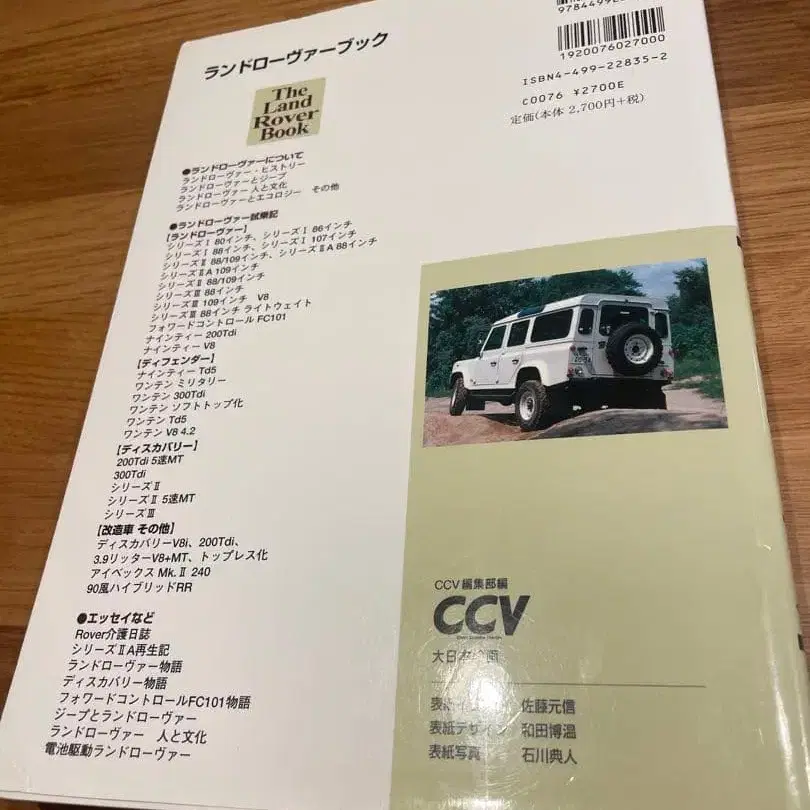 ランドローヴァーブック
The
Land
Rover
Book
1920076027000
ISBN4-499-22835-2
C0076 ¥2700E
定価(本体 2,700円+税)
●ランドローヴァーについて
ランドローヴァー・ヒストリー
ランドローヴァーとジープ
ランドローヴァー 人と文化
ランドローヴァーとエコロジー その他
●ランドローヴァー試乗記
【ランドローヴァー】
シリーズⅠ 80インチ、シリーズⅠ 86インチ
シリーズⅠ 88インチ、シリーズⅠ 107インチ
シリーズⅡ 88/109インチ、シリーズⅡA 88インチ
シリーズⅡA 109インチ
シリーズⅡ 88/109インチ
シリーズⅢ 88インチ
シリーズⅢ 109インチ V8
シリーズⅢ 88インチ ライトウェイト
フォワードコントロール FC101
ナインティー 200Tdi
ナインティー V8
【ディフェンダー】
ナインティー Td5
ワンテン ミリタリー
ワンテン 300Tdi
ワンテン ソフトトップ化
ワンテン Td5
ワンテン V8 4.2
【ディスカバリー】
200Tdi 5速MT
300Tdi
シリーズⅡ
シリーズⅡ 5速MT
シリーズⅢ
【改造車 その他】
ディスカバリーV8i、200Tdi、
3.9リッターV8+MT、トップレス化
アイベックス Mk.Ⅱ 240
90風ハイブリッドRR
●エッセイなど
Rover介護日誌
シリーズⅡA再生記
ランドローヴァー物語
ディスカバリー物語
フォワードコントロールFC101物語
ジープとランドローヴァー
ランドローヴァー 人と文化
電池駆動ランドローヴァー
CCV編集部編
CCV
大日本絵画
佐藤元信
表紙デザイン 和田博温
表紙写真 石川典人